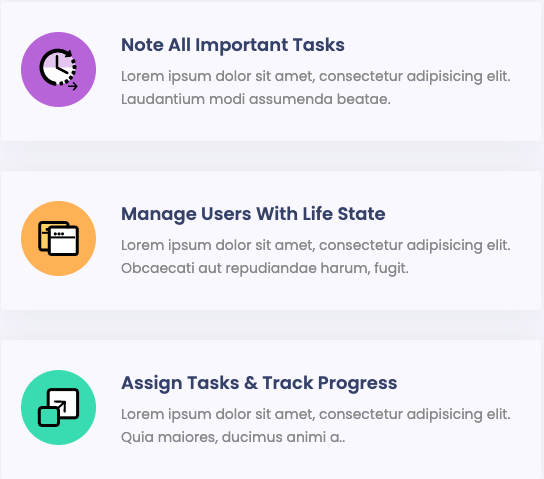 Note All Important Tasks
Lorem ipsum dolor sit amet, consectetur adipisicing elit.
Laudantium modi assumenda beatae.
Manage Users With Life State
Lorem ipsum dolor sit amet, consectetur adipisicing elit.
Obcaecati aut repudiandae harum, fugit.
Assign Tasks & Track Progress
Lorem ipsum dolor sit amet, consectetur adipisicing elit.
Quia maiores, ducimus animi a..